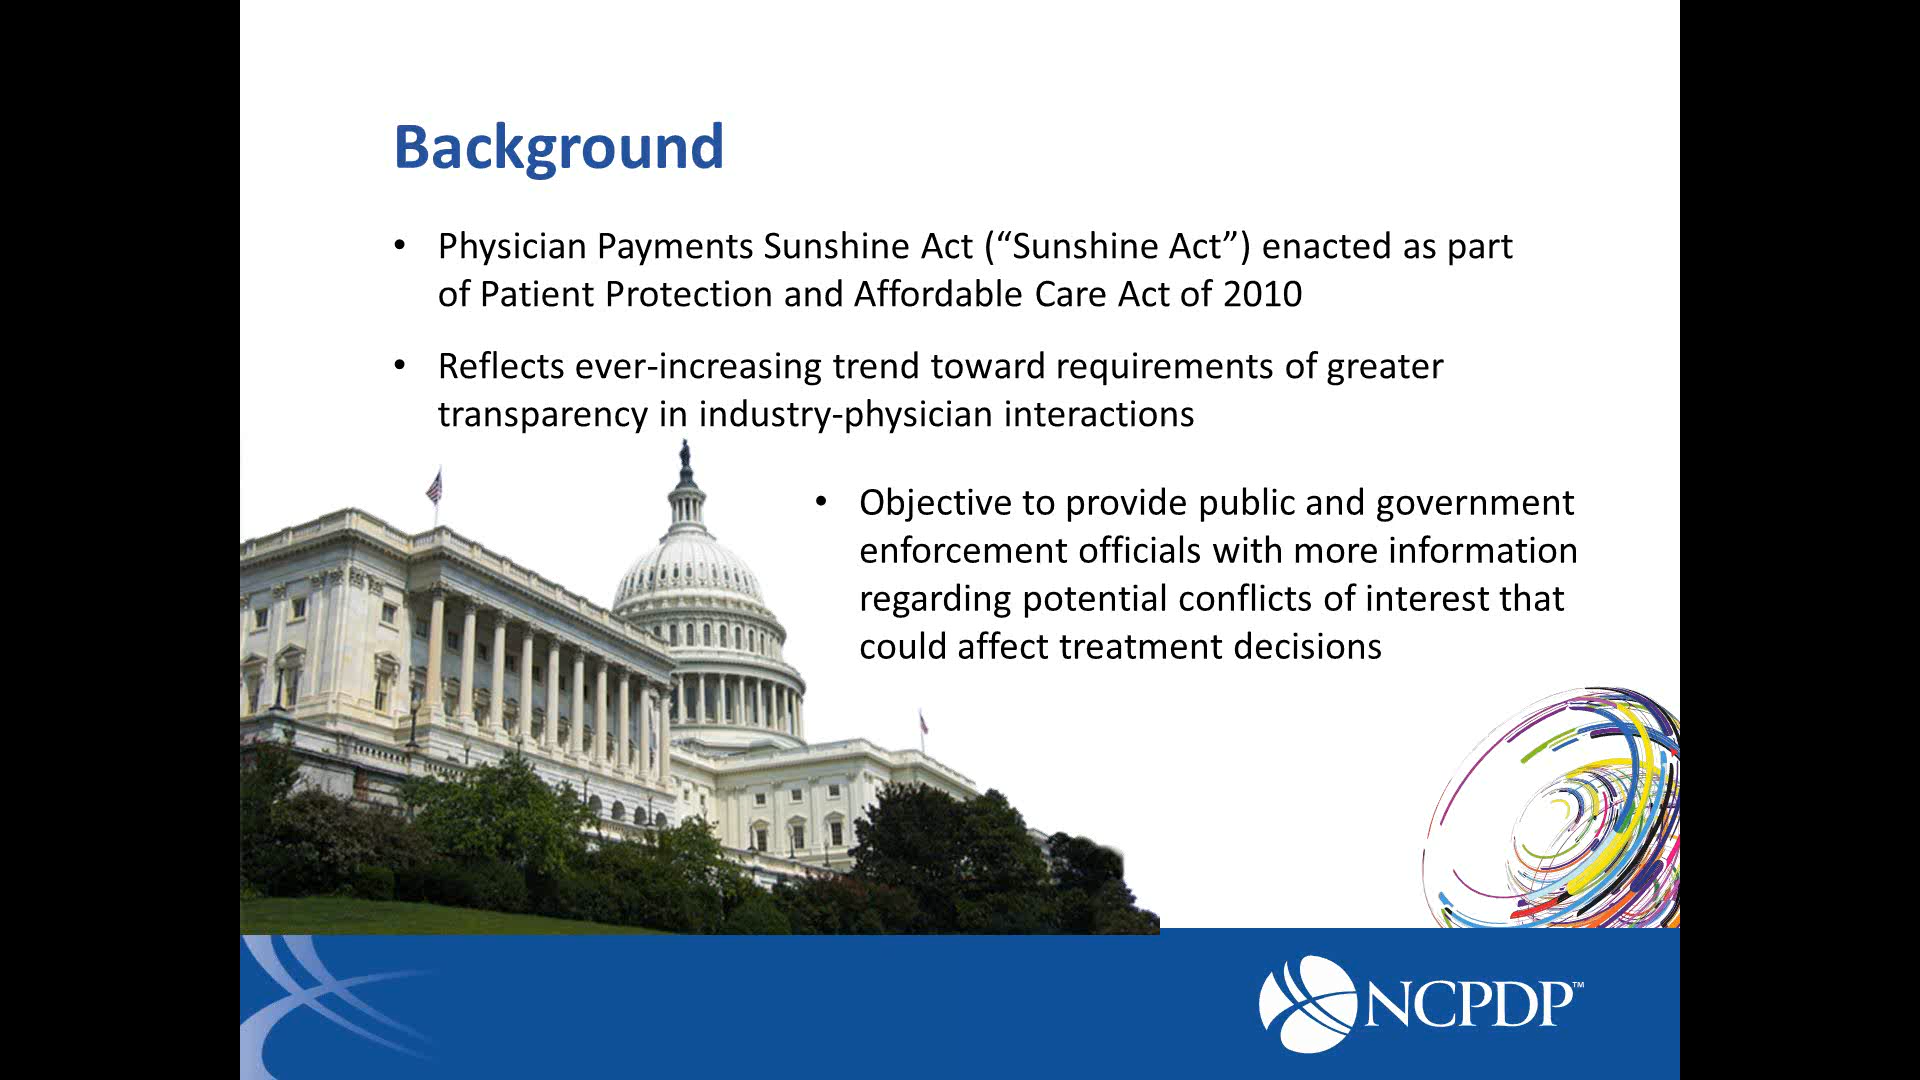 Background
• Physician Payments Sunshine Act (“Sunshine Act”) enacted as part
of Patient Protection and Affordable Care Act of 2010
• Reflects ever-increasing trend toward requirements of greater
transparency in industry-physician interactions
• Objective to provide public and government
enforcement officials with more information
regarding potential conflicts of interest that
could affect treatment decisions
NCPDP™